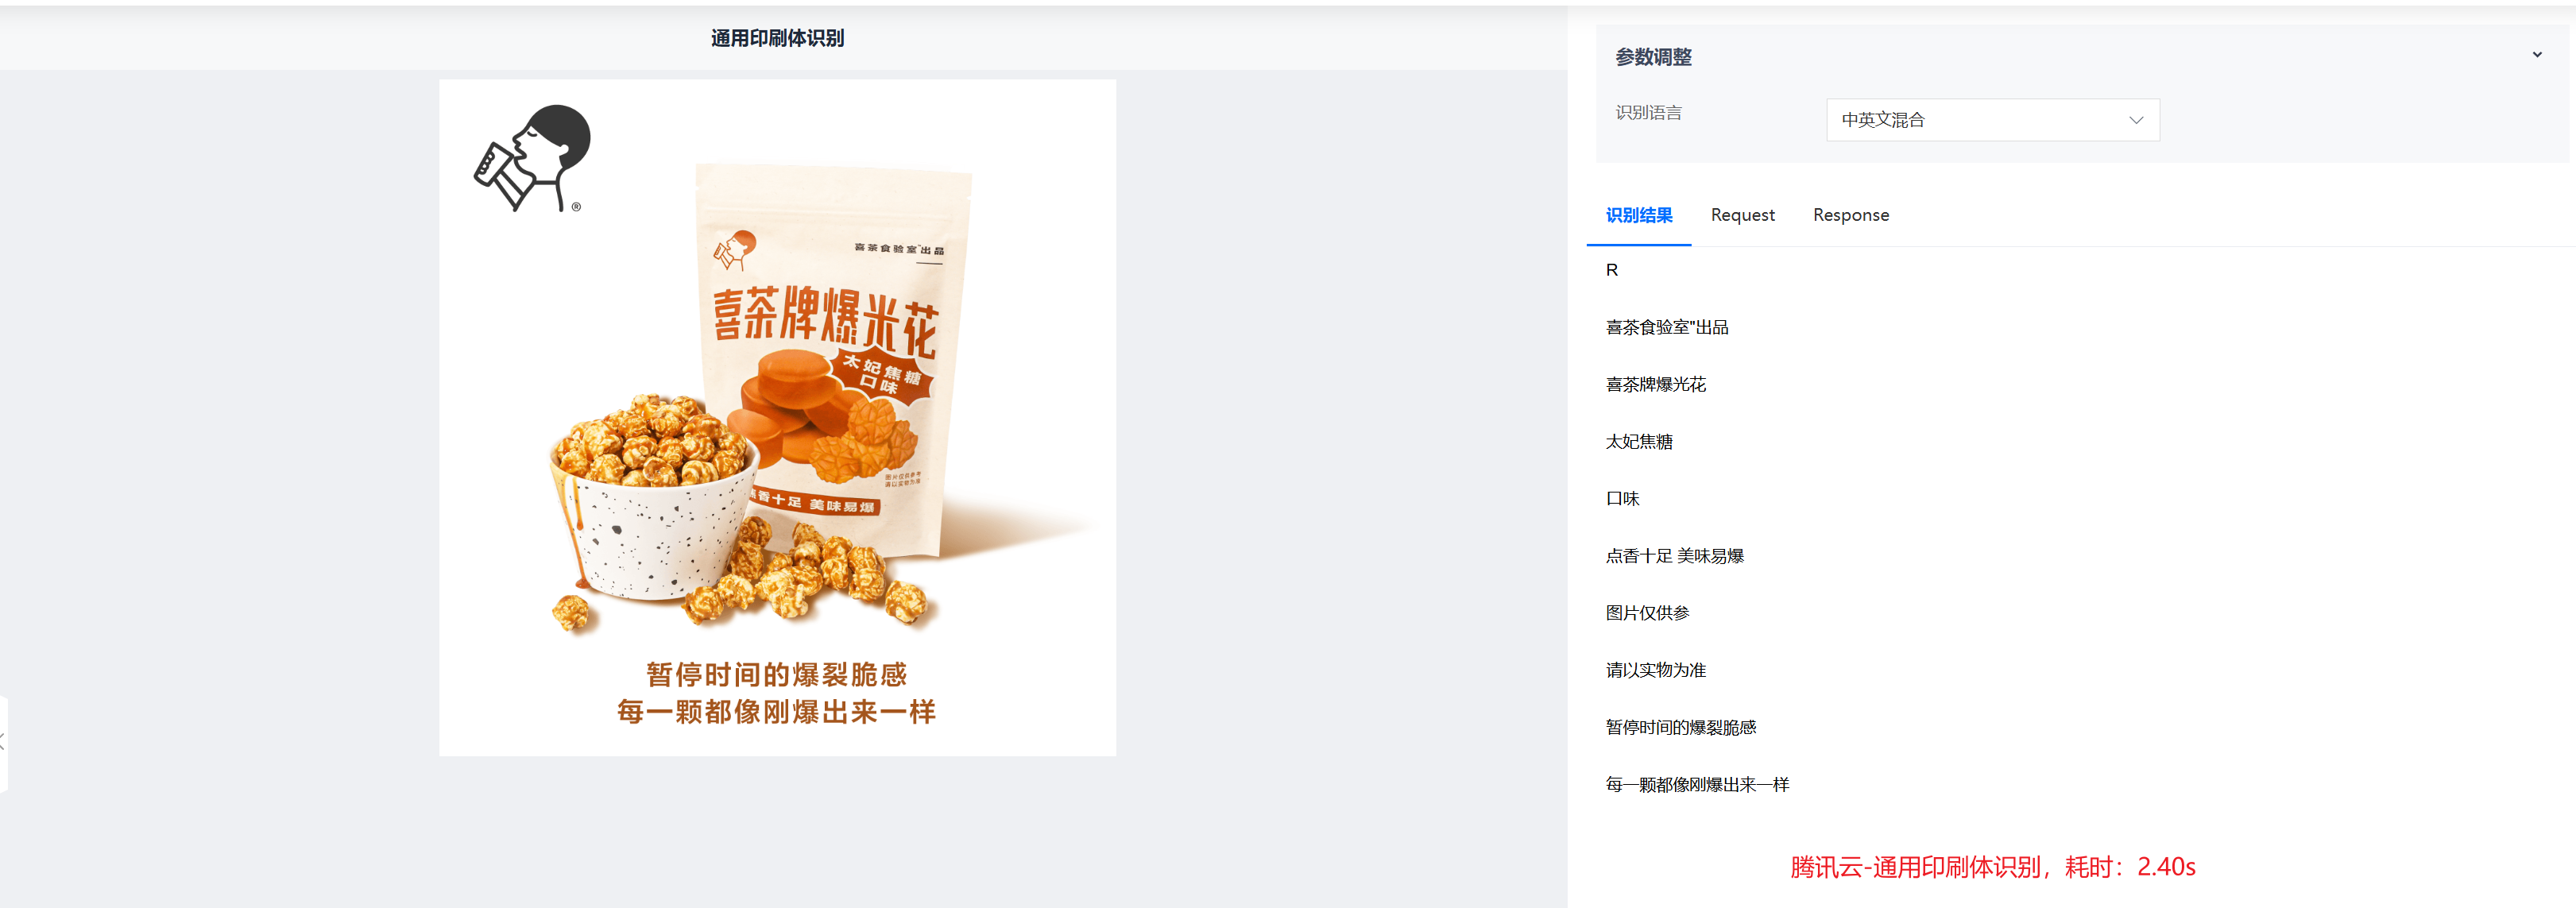 通用印刷体识别
®
喜茶食验室™出品
喜茶牌爆米花
太妃焦糖
口味
图片仅供参考
请以实物为准
香十足 美味易爆
暂停时间的爆裂脆感
每一颗都像刚爆出来一样
参数调整
识别语言
中英文混合
识别结果 Request Response
R
喜茶食验室"出品
喜茶牌爆光花
太妃焦糖
口味
点香十足 美味易爆
图片仅供参
请以实物为准
暂停时间的爆裂脆感
每一颗都像刚爆出来一样
腾讯云-通用印刷体识别，耗时：2.40s